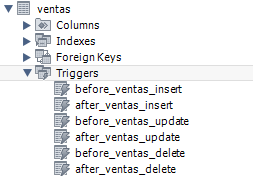 ventas
Columns
Indexes
Foreign Keys
Triggers
before_ventas_insert
after_ventas_insert
before_ventas_update
after_ventas_update
before_ventas_delete
after_ventas_delete